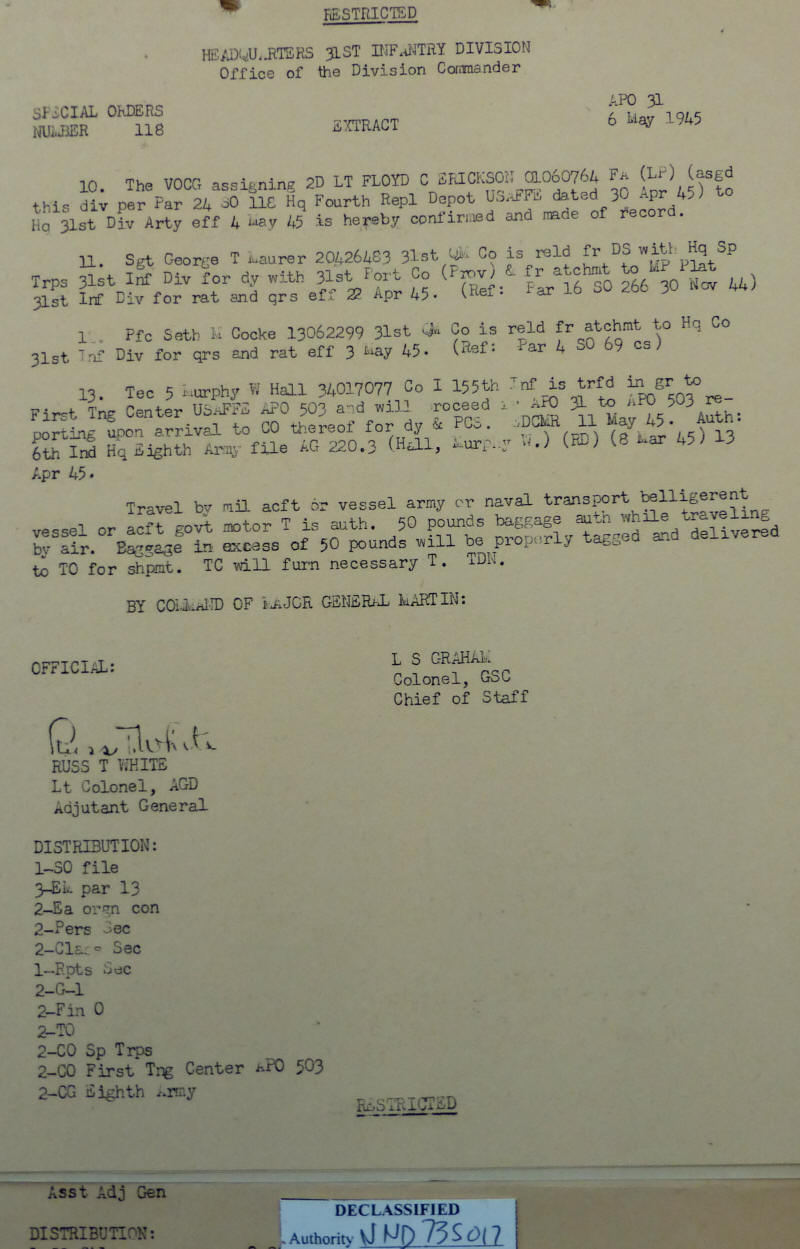 RESTRICTED
HEADQUARTERS 31ST INFANTRY DIVISION
Office of the Division Commander
SPECIAL ORDERS
NUMBER 118
EXTRACT
APO 31
6 May 1945
10. The VOCG assigning 2D LT FLOYD C ERICKSON O1060764 FA (LP) (asgd
this div per Par 24 SO 118 Hq Fourth Repl Depot USAFFE dated 30 Apr 45) to
Hq 31st Div Arty eff 4 May 45 is hereby confirmed and made of record.
11. Sgt George T Maurer 20426483 31st QM Co is reld fr DS with Hq Sp
Trps 31st Inf Div for dy with 31st Port Co (Prov) & fr atchmt to MP Plat
31st Inf Div for rat and qrs eff 22 Apr 45. (Ref: Par 16 SO 266 30 Nov 44)
Pfc Seth M Cocke 13062299 31st QM Co is reld fr atchmt to Hq Co
31st Inf Div for qrs and rat eff 3 May 45. (Ref: Par 4 SO 69 cs)
13. Tec 5 Murphy W Hall 34017077 Co I 155th Inf is trfd in gr to
First Tng Center USAFFE APO 503 and will proceed APO 31 to APO 503 re-
porting upon arrival to CO thereof for dy & PCS. EDCMR 11 May 45. Auth:
6th Ind Hq Eighth Army file AG 220.3 (Hall, Murphy W.) (RD) (8 Mar 45) 13
Apr 45.
Travel by mil acft or vessel army or naval transport belligerent
vessel or acft govt motor T is auth. 50 pounds baggage auth while traveling
by air. Baggage in excess of 50 pounds will be properly tagged and delivered
to TO for shpmt. TC will furn necessary T. TDN.
BY COMMAND OF MAJOR GENERAL MARTIN:
OFFICIAL:
L S GRAHAM
Colonel, GSC
Chief of Staff
RUSS T WHITE
Lt Colonel, AGD
Adjutant General
DISTRIBUTION:
1-SO file
3-EM par 13
2-Ea orgn con
2-Pers Sec
2-Class Sec
1-Rpts Sec
2-G-1
2-Fin O
2-TO
2-CO Sp Trps
2-CO First Tng Center APO 503
2-CG Eighth Army
RESTRICTED
Asst Adj Gen
DISTRIBUTION:
DECLASSIFIED
Authority NND 735017